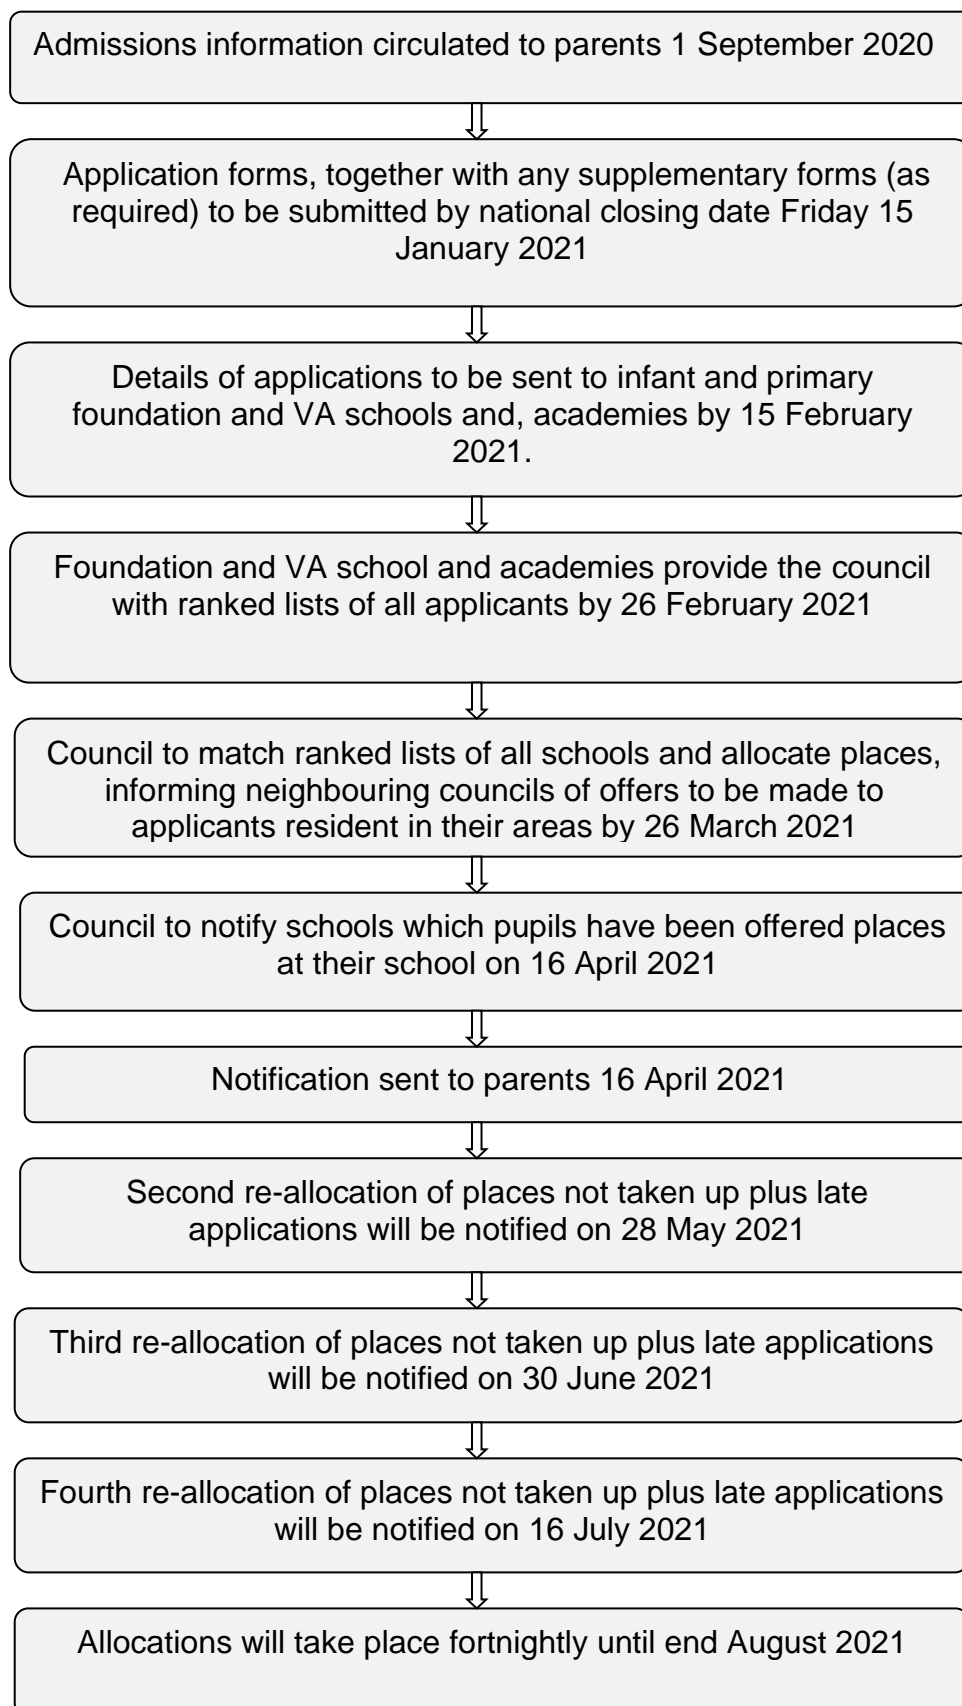 Admissions information circulated to parents 1 September 2020
Application forms, together with any supplementary forms (as
required) to be submitted by national closing date Friday 15
January 2021
Details of applications to be sent to infant and primary
foundation and VA schools and, academies by 15 February
2021.
Foundation and VA school and academies provide the council
with ranked lists of all applicants by 26 February 2021
Council to match ranked lists of all schools and allocate places,
informing neighbouring councils of offers to be made to
applicants resident in their areas by 26 March 2021
Council to notify schools which pupils have been offered places
at their school on 16 April 2021
Notification sent to parents 16 April 2021
Second re-allocation of places not taken up plus late
applications will be notified on 28 May 2021
Third re-allocation of places not taken up plus late applications
will be notified on 30 June 2021
Fourth re-allocation of places not taken up plus late applications
will be notified on 16 July 2021
Allocations will take place fortnightly until end August 2021